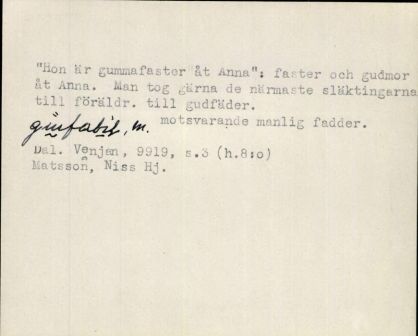 "Hon är gummafaster åt Anna": faster och gudmor
åt Anna. Man tog gärna de närmaste släktingarna
till föräldr. till gudfäder.
m. motsvarande manlig fadder.
Dal. Venjan, 9919, s.3 (h.8:o)
Matsson, Niss Hj.